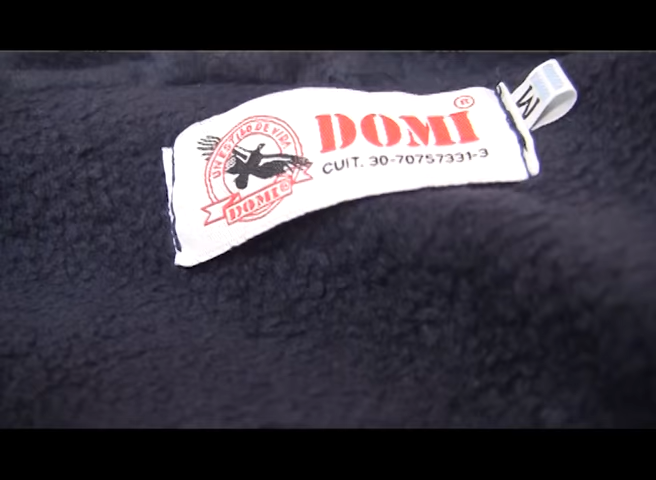 UN ESTILO DE VIDA
DOMI®
DOMI®
CUIT. 30-70757331-3
M